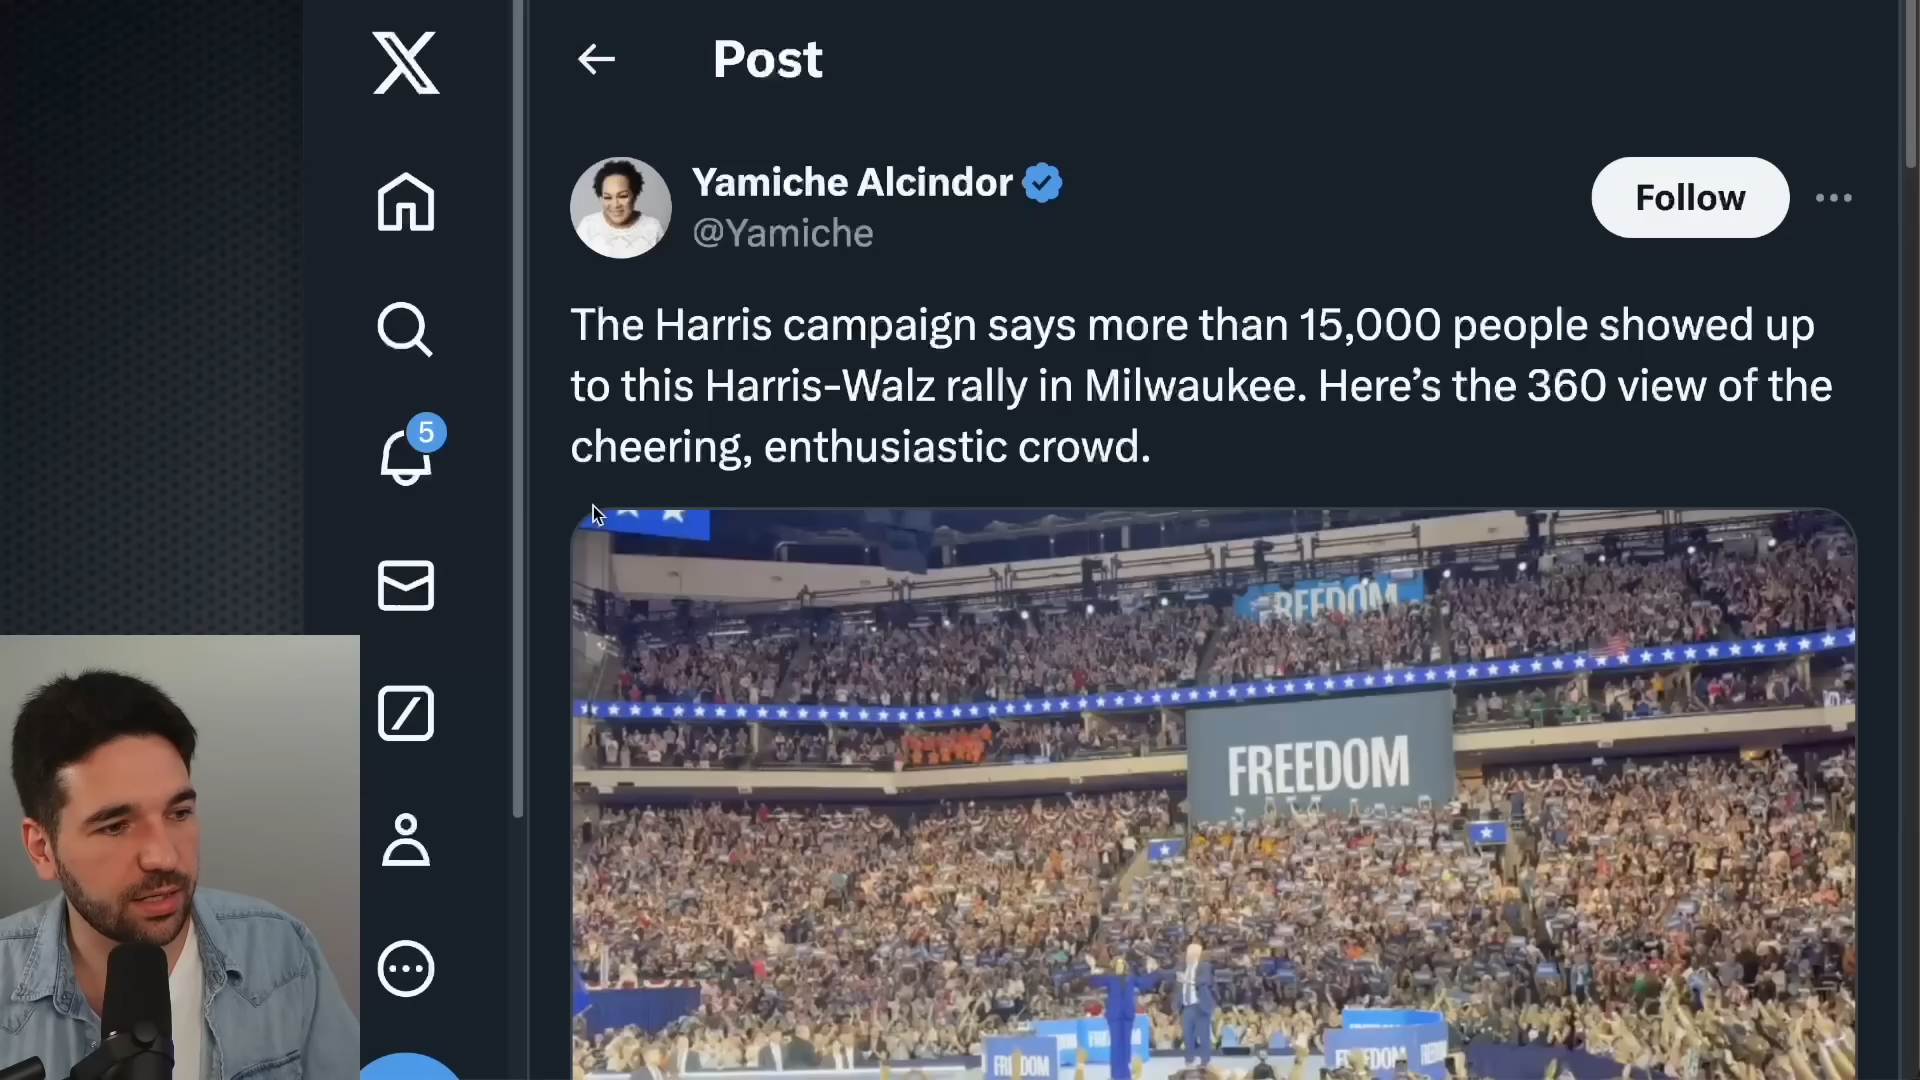 Post
Yamiche Alcindor
@Yamiche
Follow
The Harris campaign says more than 15,000 people showed up
to this Harris-Walz rally in Milwaukee. Here’s the 360 view of the
cheering, enthusiastic crowd.
5
FREEDOM
FREEDOM
FREEDOM